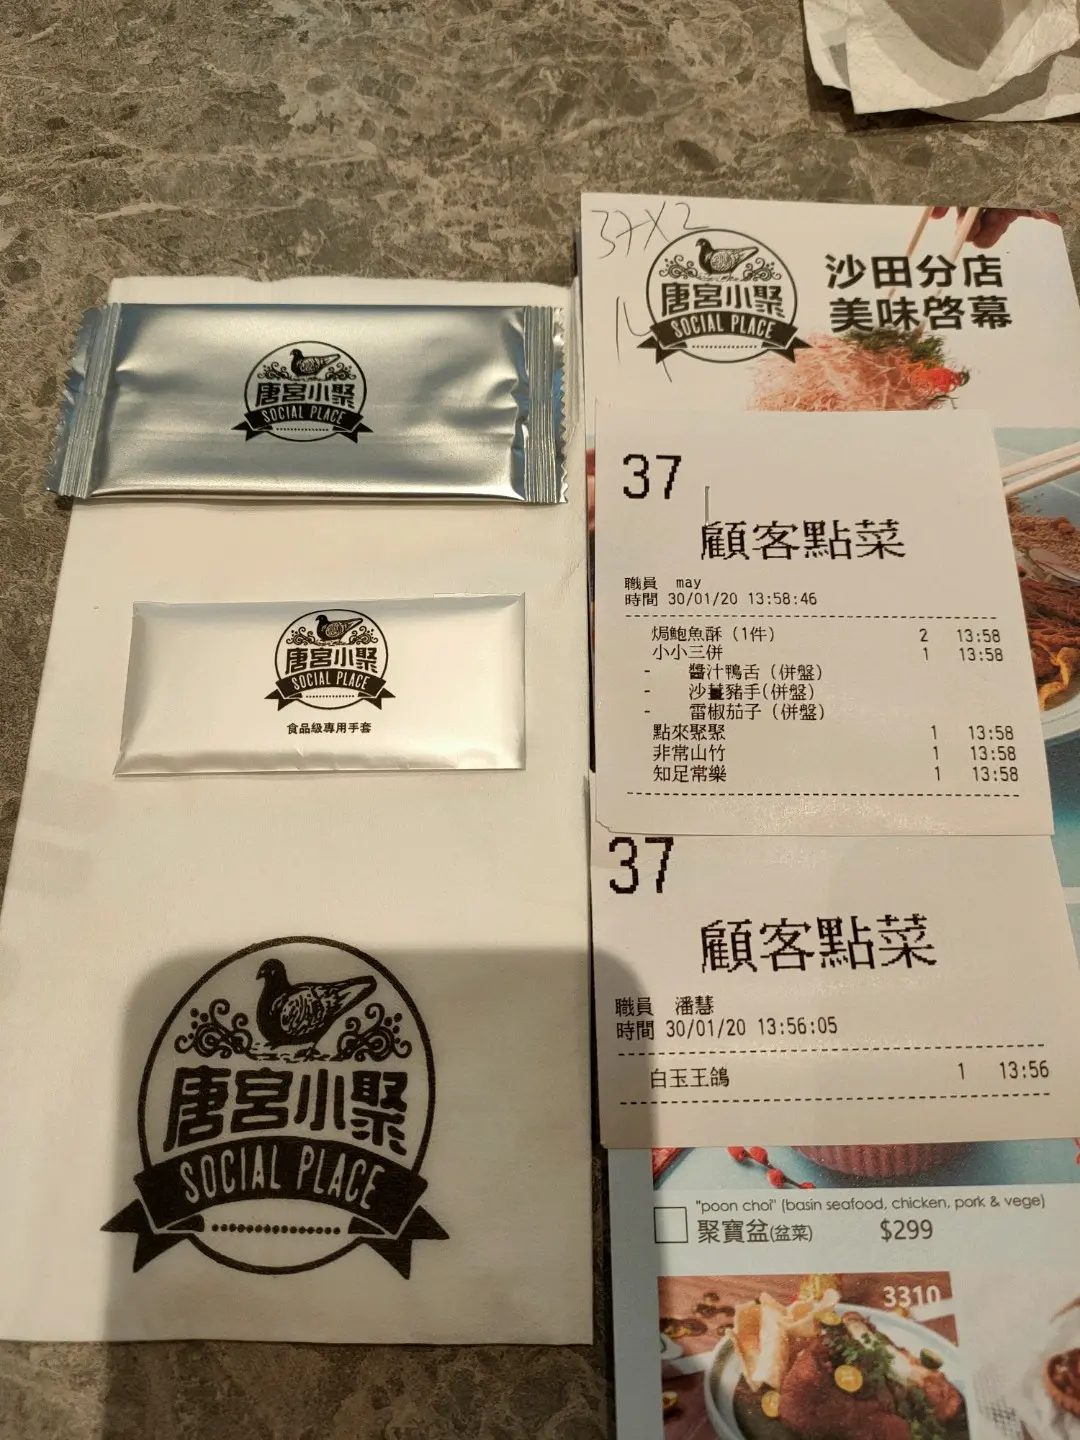 唐宮小聚
SOCIAL PLACE
唐宮小聚
SOCIAL PLACE
食品級專用手套
唐宮小聚
SOCIAL PLACE
37X2
唐宮小聚
SOCIAL PLACE
沙田分店
美味啓幕
37
顧客點菜
職員 may
時間 30/01/20 13:58:46
焗鮑魚酥(1件) 2 13:58
小小三併 1 13:58
- 醬汁鴨舌(併盤)
- 沙薑豬手(併盤)
- 雷椒茄子(併盤)
點來聚聚 1 13:58
非常山竹 1 13:58
知足常樂 1 13:58
37
顧客點菜
職員 潘慧
時間 30/01/20 13:56:05
白玉王鴿 1 13:56
"poon choi" (basin seafood, chicken, pork & vege)
聚寶盆(盆菜) $299
3310